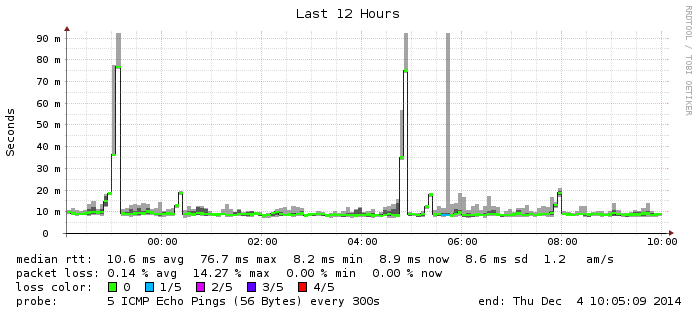 Last 12 Hours
RRDTOOL / TOBI OETIKER
Seconds
90 m
80 m
70 m
60 m
50 m
40 m
30 m
20 m
10 m
0
00:00 02:00 04:00 06:00 08:00 10:00
median rtt: 10.6 ms avg 76.7 ms max 8.2 ms min 8.9 ms now 8.6 ms sd 1.2 am/s
packet loss: 0.14 % avg 14.27 % max 0.00 % min 0.00 % now
loss color: 0 1/5 2/5 3/5 4/5
probe: 5 ICMP Echo Pings (56 Bytes) every 300s end: Thu Dec 4 10:05:09 2014